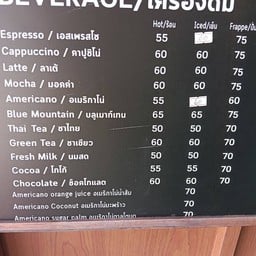 BEVERAGE/เครื่องดื่ม
Hot/ร้อน Iced/เย็น Frappe/ปั่น
Espresso / เอสเพรสโซ 55 75
Cappuccino / คาปูชิโน่ 60 60 75
Latte / ลาเต้ 60 60 75
Mocha / มอคค่า 60 60 75
Americano / อเมริกาโน่ 55 60
Blue Mountain / บลูเมาท์เทน 65 65 75
Thai Tea / ชาไทย 50 50 70
Green Tea / ชาเขียว 60 60 70
Fresh Milk / นมสด 50 50 70
Cocoa / โกโก้ 55 55 70
Chocolate / ช็อคโกแลต 60 60 70
Americano orange juice อเมริกาโน่น้ำส้ม 70
Americano Coconut อเมริกาโน่มะพร้าว 70
Americano sugar palm อเมริกาโน่ตาลโตนด 70